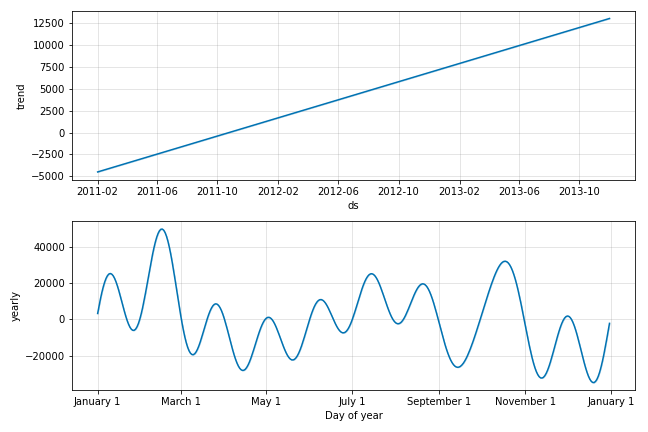 12500
10000
7500
5000
2500
0
−2500
−5000
trend
2011-02 2011-06 2011-10 2012-02 2012-06 2012-10 2013-02 2013-06 2013-10
ds
40000
20000
0
−20000
yearly
January 1 March 1 May 1 July 1 September 1 November 1 January 1
Day of year